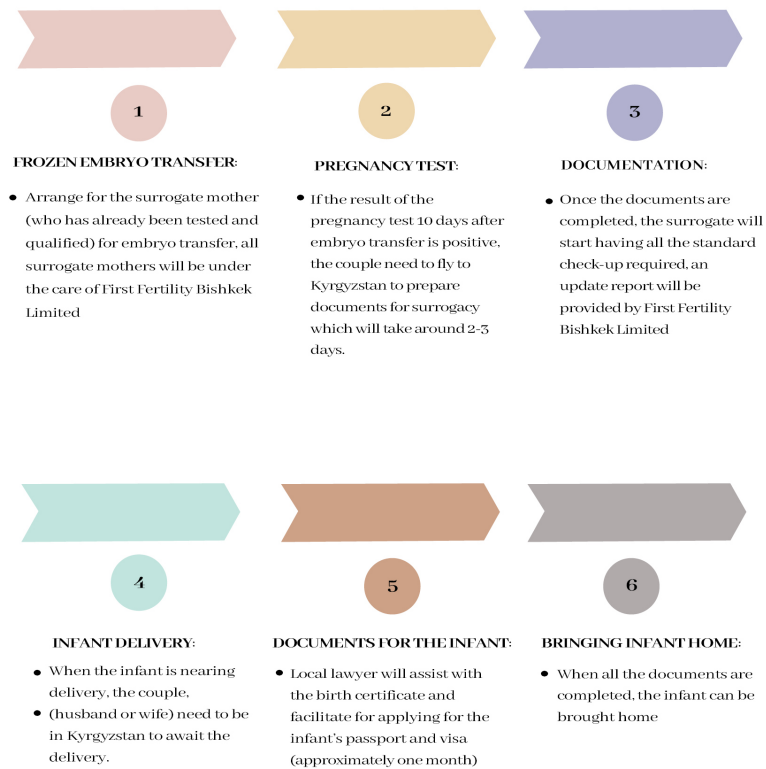 1
FROZEN EMBRYO TRANSFER:
• Arrange for the surrogate mother
(who has already been tested and
qualified) for embryo transfer, all
surrogate mothers will be under
the care of First Fertility Bishkek
Limited
2
PREGNANCY TEST:
• If the result of the
pregnancy test 10 days after
embryo transfer is positive,
the couple need to fly to
Kyrgyzstan to prepare
documents for surrogacy
which will take around 2-3
days.
3
DOCUMENTATION:
• Once the documents are
completed, the surrogate will
start having all the standard
check-up required, an
update report will be
provided by First Fertility
Bishkek Limited
4
INFANT DELIVERY:
• When the infant is nearing
delivery, the couple,
• (husband or wife) need to be
in Kyrgyzstan to await the
delivery.
5
DOCUMENTS FOR THE INFANT:
• Local lawyer will assist with
the birth certificate and
facilitate for applying for the
infant's passport and visa
(approximately one month)
6
BRINGING INFANT HOME:
• When all the documents are
completed, the infant can be
brought home